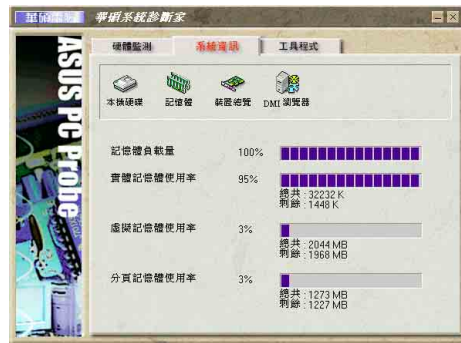 華碩電腦 華碩系統診斷家
ASUS PC Probe
硬體監測 系統資訊 工具程式
本機硬碟 記憶體 裝置總覽 DMI 瀏覽器
記憶體負載量 100%
實體記憶體使用率 95%
總共 : 32232 K
剩餘 : 1448 K
虛擬記憶體使用率 3%
總共 : 2044 MB
剩餘 : 1968 MB
分頁記憶體使用率 3%
總共 : 1273 MB
剩餘 : 1227 MB